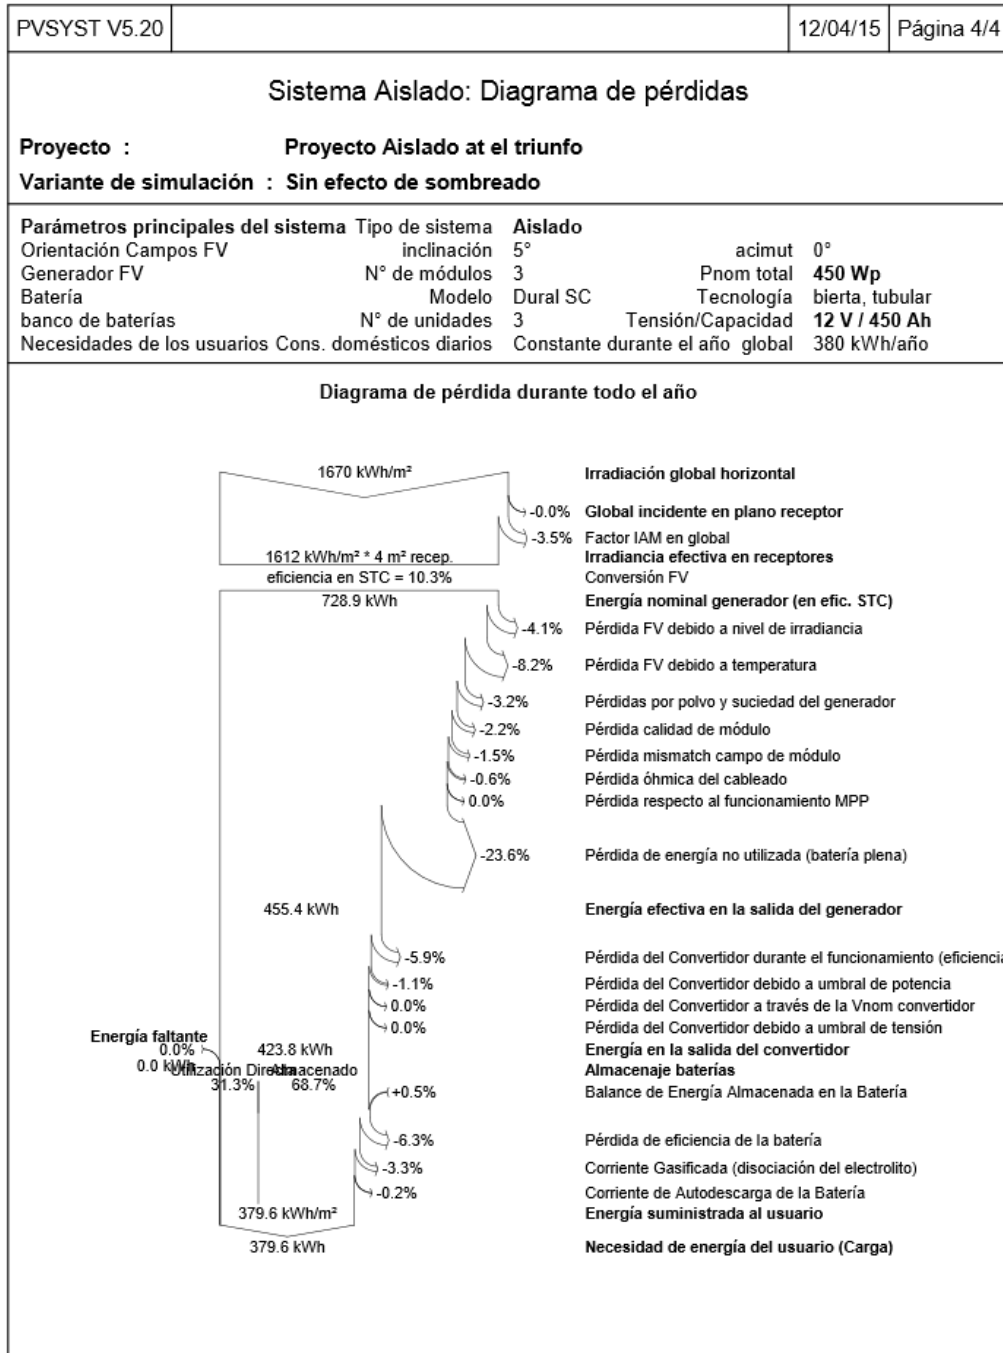 PVSYST V5.20 12/04/15 Página 4/4
Sistema Aislado: Diagrama de pérdidas
Proyecto : Proyecto Aislado at el triunfo
Variante de simulación : Sin efecto de sombreado
Parámetros principales del sistema Tipo de sistema Aislado
Orientación Campos FV inclinación 5° acimut 0°
Generador FV N° de módulos 3 Pnom total 450 Wp
Batería Modelo Dural SC Tecnología bierta, tubular
banco de baterías N° de unidades 3 Tensión/Capacidad 12 V / 450 Ah
Necesidades de los usuarios Cons. domésticos diarios Constante durante el año global 380 kWh/año
Diagrama de pérdida durante todo el año
1670 kWh/m² Irradiación global horizontal
-0.0% Global incidente en plano receptor
-3.5% Factor IAM en global
1612 kWh/m² * 4 m² recep. Irradiancia efectiva en receptores
eficiencia en STC = 10.3% Conversión FV
728.9 kWh Energía nominal generador (en efic. STC)
-4.1% Pérdida FV debido a nivel de irradiancia
-8.2% Pérdida FV debido a temperatura
-3.2% Pérdidas por polvo y suciedad del generador
-2.2% Pérdida calidad de módulo
-1.5% Pérdida mismatch campo de módulo
-0.6% Pérdida óhmica del cableado
0.0% Pérdida respecto al funcionamiento MPP
-23.6% Pérdida de energía no utilizada (batería plena)
455.4 kWh Energía efectiva en la salida del generador
-5.9% Pérdida del Convertidor durante el funcionamiento (eficiencia
-1.1% Pérdida del Convertidor debido a umbral de potencia
0.0% Pérdida del Convertidor a través de la Vnom convertidor
0.0% Pérdida del Convertidor debido a umbral de tensión
Energía faltante
0.0% 423.8 kWh Energía en la salida del convertidor
0.0 kWh Utilización Directa Almacenado Almacenaje baterías
31.3% 68.7%
+0.5% Balance de Energía Almacenada en la Batería
-6.3% Pérdida de eficiencia de la batería
-3.3% Corriente Gasificada (disociación del electrolito)
-0.2% Corriente de Autodescarga de la Batería
379.6 kWh/m² Energía suministrada al usuario
379.6 kWh Necesidad de energía del usuario (Carga)